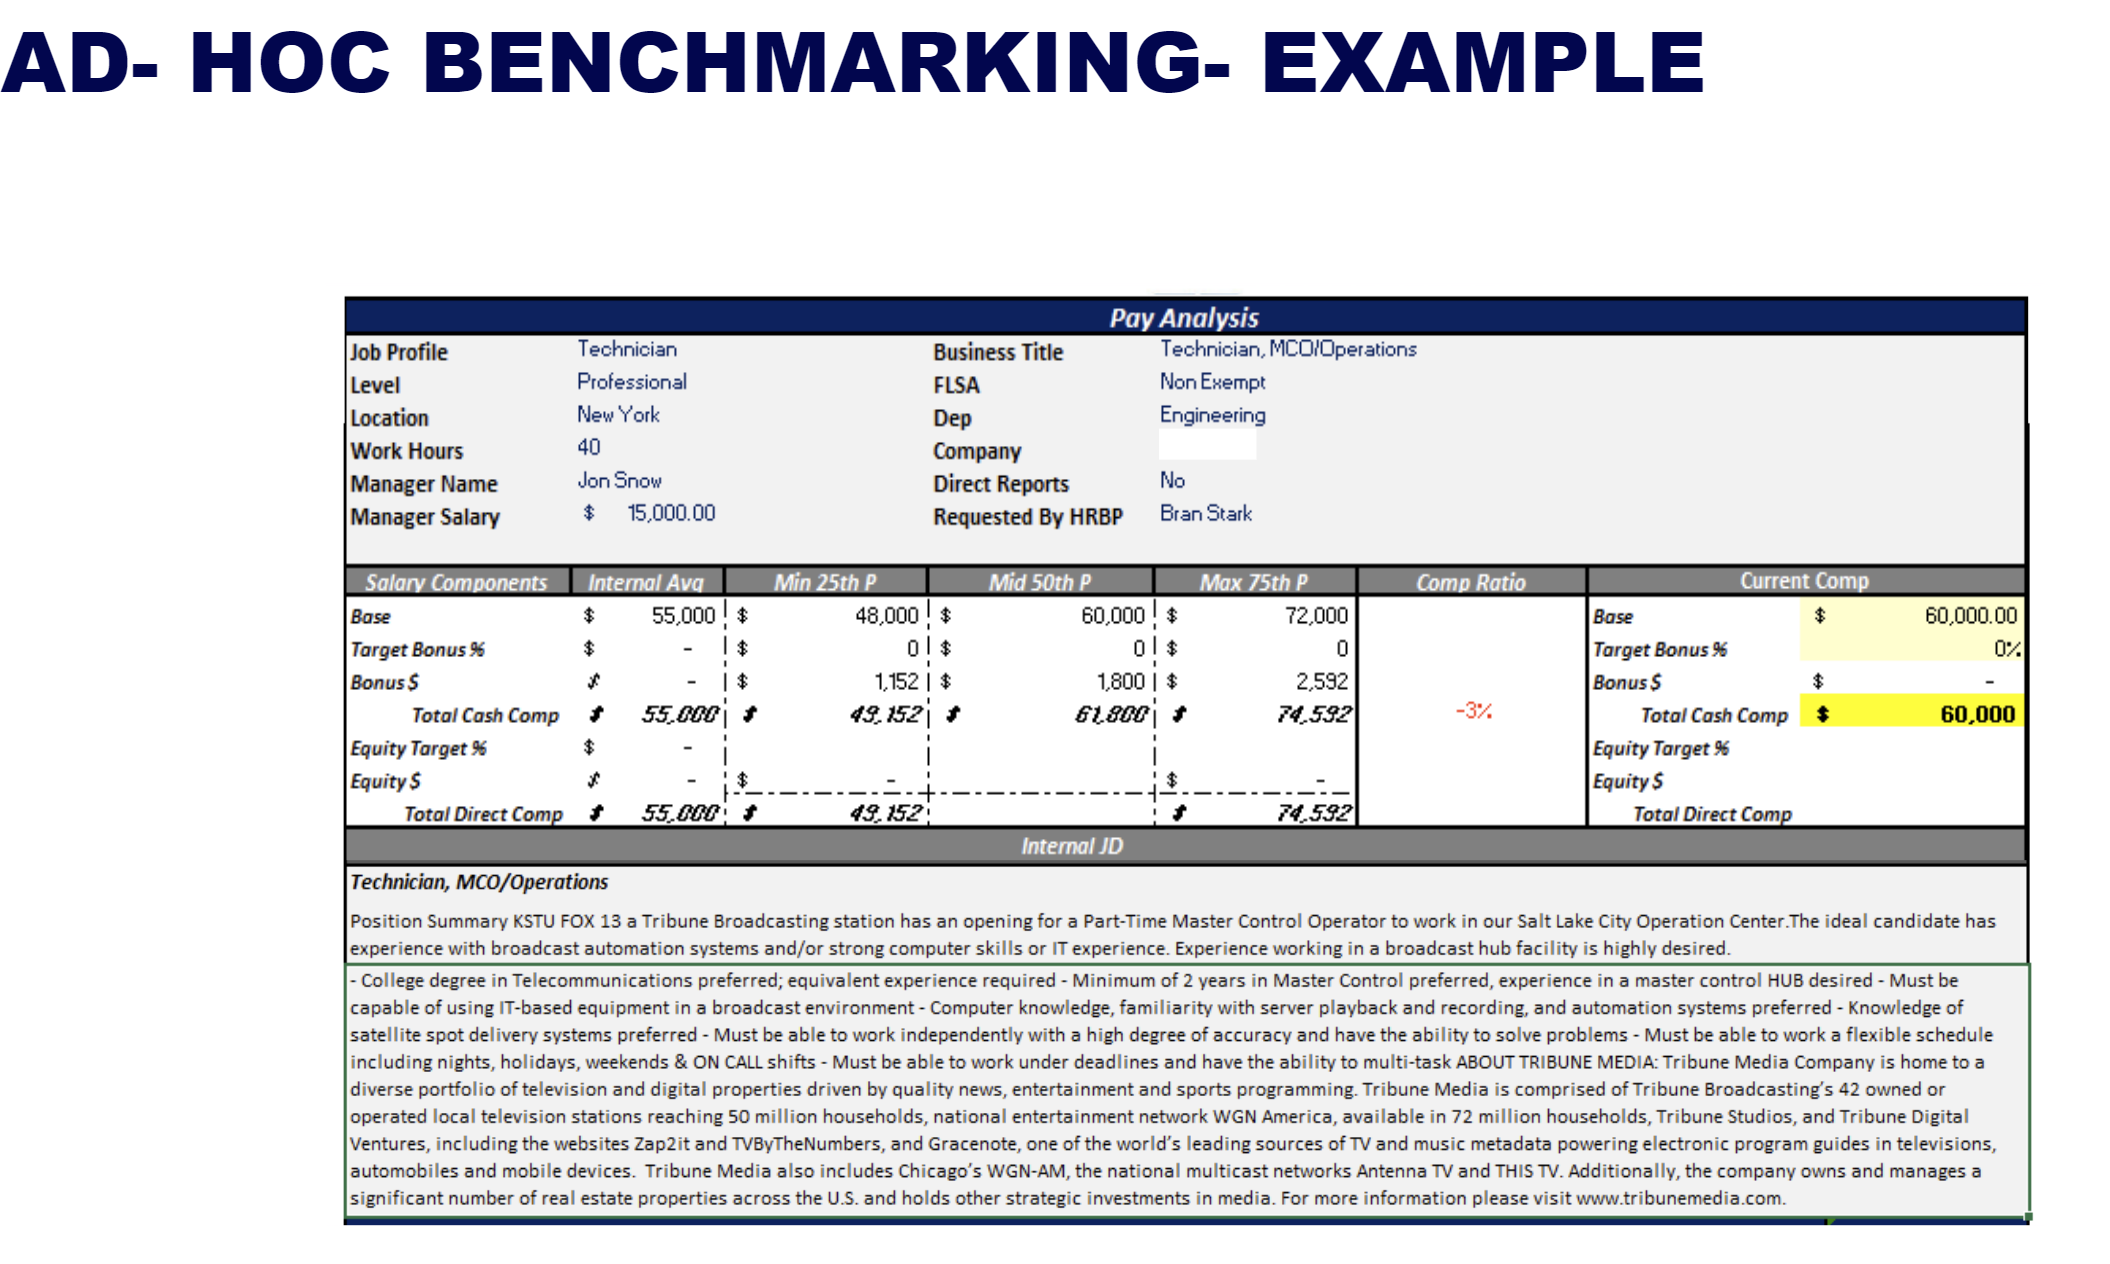 AD- HOC BENCHMARKING- EXAMPLE
Pay Analysis
Job Profile Technician Business Title Technician, MCO/Operations
Level Professional FLSA Non Exempt
Location New York Dep Engineering
Work Hours 40 Company
Manager Name Jon Snow Direct Reports No
Manager Salary $ 15,000.00 Requested By HRBP Bran Stark
Salary Components Internal Avg Min 25th P Mid 50th P Max 75th P Comp Ratio Current Comp
Base $ 55,000 $ 48,000 $ 60,000 $ 72,000 Base $ 60,000.00
Target Bonus % $ - $ 0 $ 0 $ 0 Target Bonus % 0%
Bonus $ $ - $ 1,152 $ 1,800 $ 2,592 Bonus $ $ -
Total Cash Comp $ 55,000 $ 49,152 $ 61,800 $ 74,592 -3% Total Cash Comp $ 60,000
Equity Target % $ - Equity Target %
Equity $ $ - $ - $ - Equity $
Total Direct Comp $ 55,000 $ 49,152 $ 74,592 Total Direct Comp
Internal JD
Technician, MCO/Operations
Position Summary KSTU FOX 13 a Tribune Broadcasting station has an opening for a Part-Time Master Control Operator to work in our Salt Lake City Operation Center.The ideal candidate has
experience with broadcast automation systems and/or strong computer skills or IT experience. Experience working in a broadcast hub facility is highly desired.
- College degree in Telecommunications preferred; equivalent experience required - Minimum of 2 years in Master Control preferred, experience in a master control HUB desired - Must be
capable of using IT-based equipment in a broadcast environment - Computer knowledge, familiarity with server playback and recording, and automation systems preferred - Knowledge of
satellite spot delivery systems preferred - Must be able to work independently with a high degree of accuracy and have the ability to solve problems - Must be able to work a flexible schedule
including nights, holidays, weekends & ON CALL shifts - Must be able to work under deadlines and have the ability to multi-task ABOUT TRIBUNE MEDIA: Tribune Media Company is home to a
diverse portfolio of television and digital properties driven by quality news, entertainment and sports programming. Tribune Media is comprised of Tribune Broadcasting's 42 owned or
operated local television stations reaching 50 million households, national entertainment network WGN America, available in 72 million households, Tribune Studios, and Tribune Digital
Ventures, including the websites Zap2it and TVByTheNumbers, and Gracenote, one of the world's leading sources of TV and music metadata powering electronic program guides in televisions,
automobiles and mobile devices. Tribune Media also includes Chicago's WGN-AM, the national multicast networks Antenna TV and THIS TV. Additionally, the company owns and manages a
significant number of real estate properties across the U.S. and holds other strategic investments in media. For more information please visit www.tribunemedia.com.